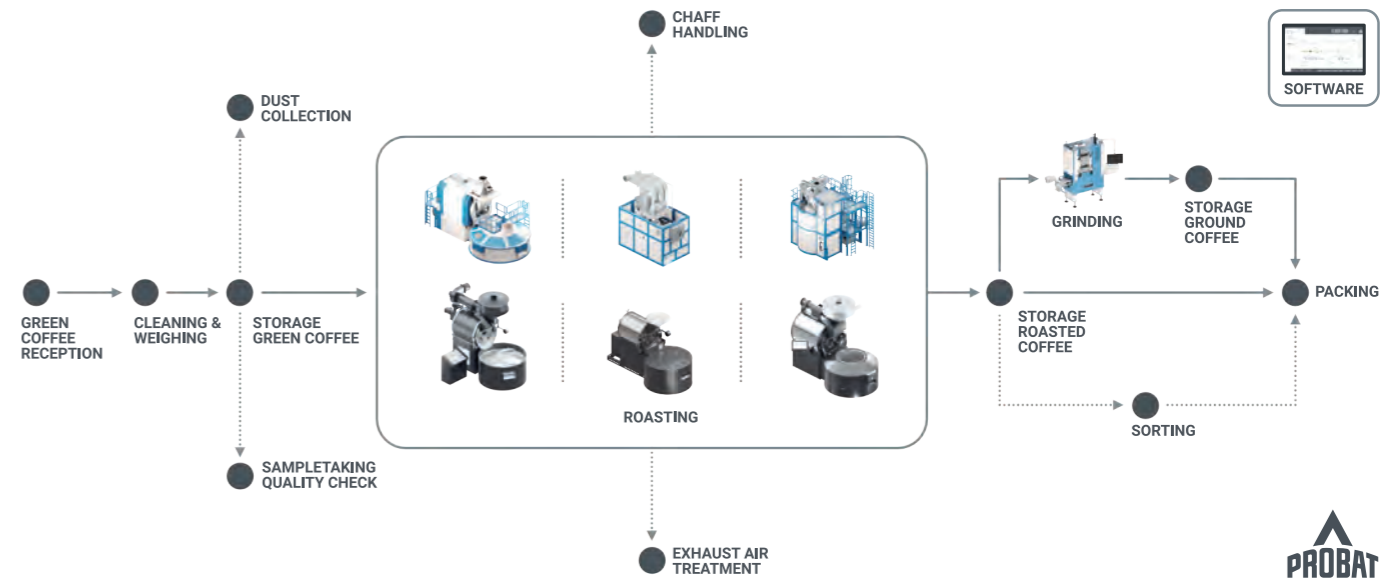 CHAFF
HANDLING
SOFTWARE
DUST
COLLECTION
GRINDING
STORAGE
GROUND
COFFEE
GREEN
COFFEE
RECEPTION
CLEANING &
WEIGHING
STORAGE
GREEN COFFEE
ROASTING
STORAGE
ROASTED
COFFEE
PACKING
SORTING
SAMPLETAKING
QUALITY CHECK
EXHAUST AIR
TREATMENT
PROBAT